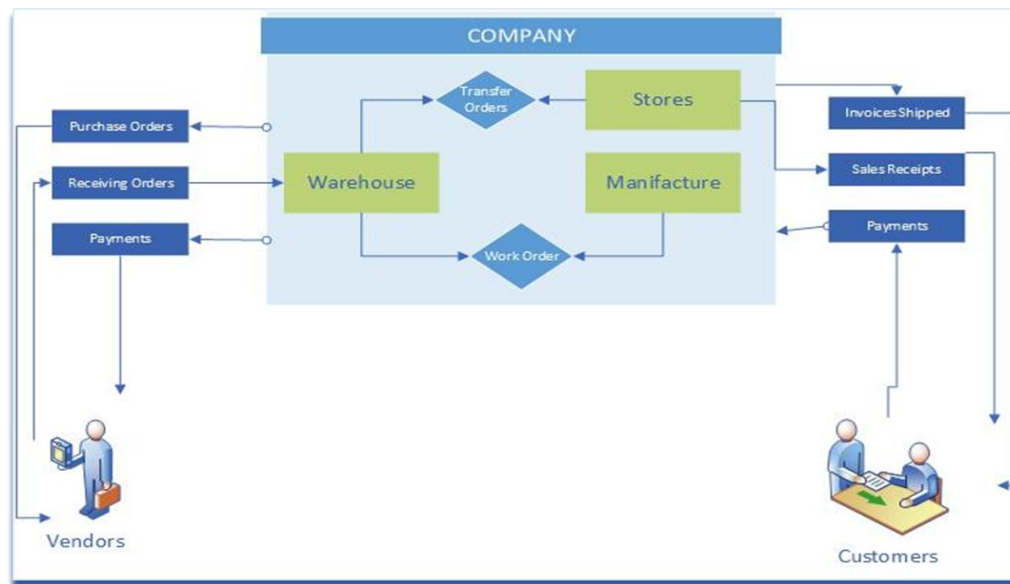 COMPANY
Transfer
Orders
Stores
Invoices Shipped
Purchase Orders
Receiving Orders
Warehouse
Manifacture
Sales Receipts
Payments
Work Order
Payments
Vendors
Customers